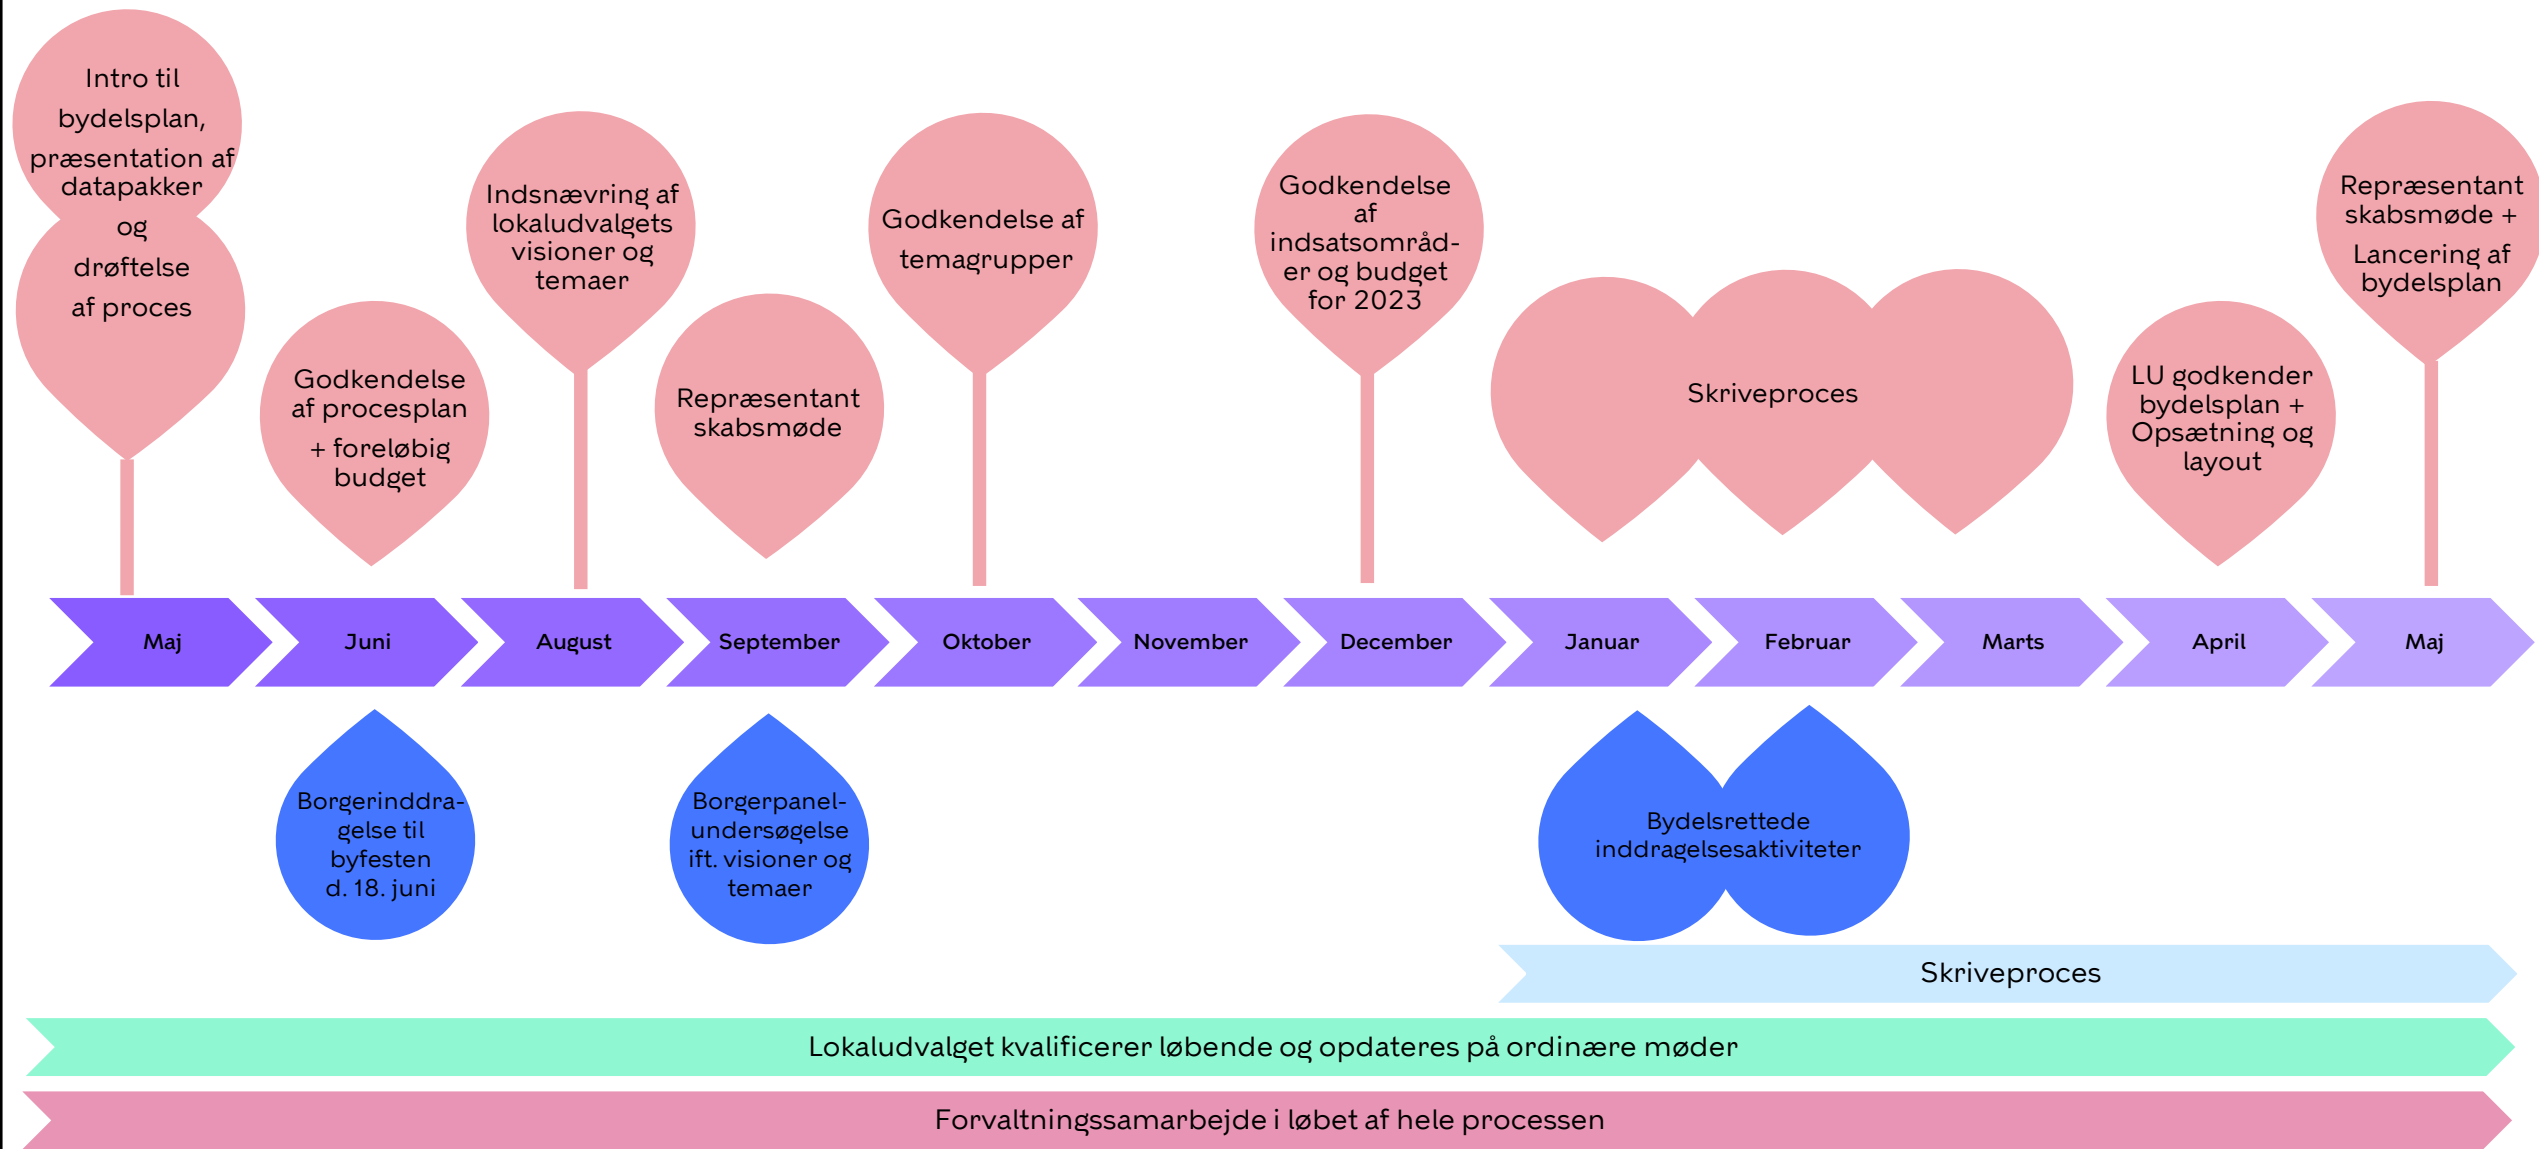 Intro til
bydelsplan,
præsentation af
datapakker
og
drøftelse
af proces
Godkendelse
af procesplan
+ foreløbig
budget
Indsnævring af
lokaludvalgets
visioner og
temaer
Repræsentant
skabsmøde
Godkendelse af
temagrupper
Godkendelse
af
indsatsområd-
er og budget
for 2023
Skriveproces
LU godkender
bydelsplan +
Opsætning og
layout
Repræsentant
skabsmøde +
Lancering af
bydelsplan
Maj
Juni
August
September
Oktober
November
December
Januar
Februar
Marts
April
Maj
Borgerinddra-
gelse til
byfesten
d. 18. juni
Borgerpanel-
undersøgelse
ift. visioner og
temaer
Bydelsrettede
inddragelsesaktiviteter
Skriveproces
Lokaludvalget kvalificerer løbende og opdateres på ordinære møder
Forvaltningssamarbejde i løbet af hele processen